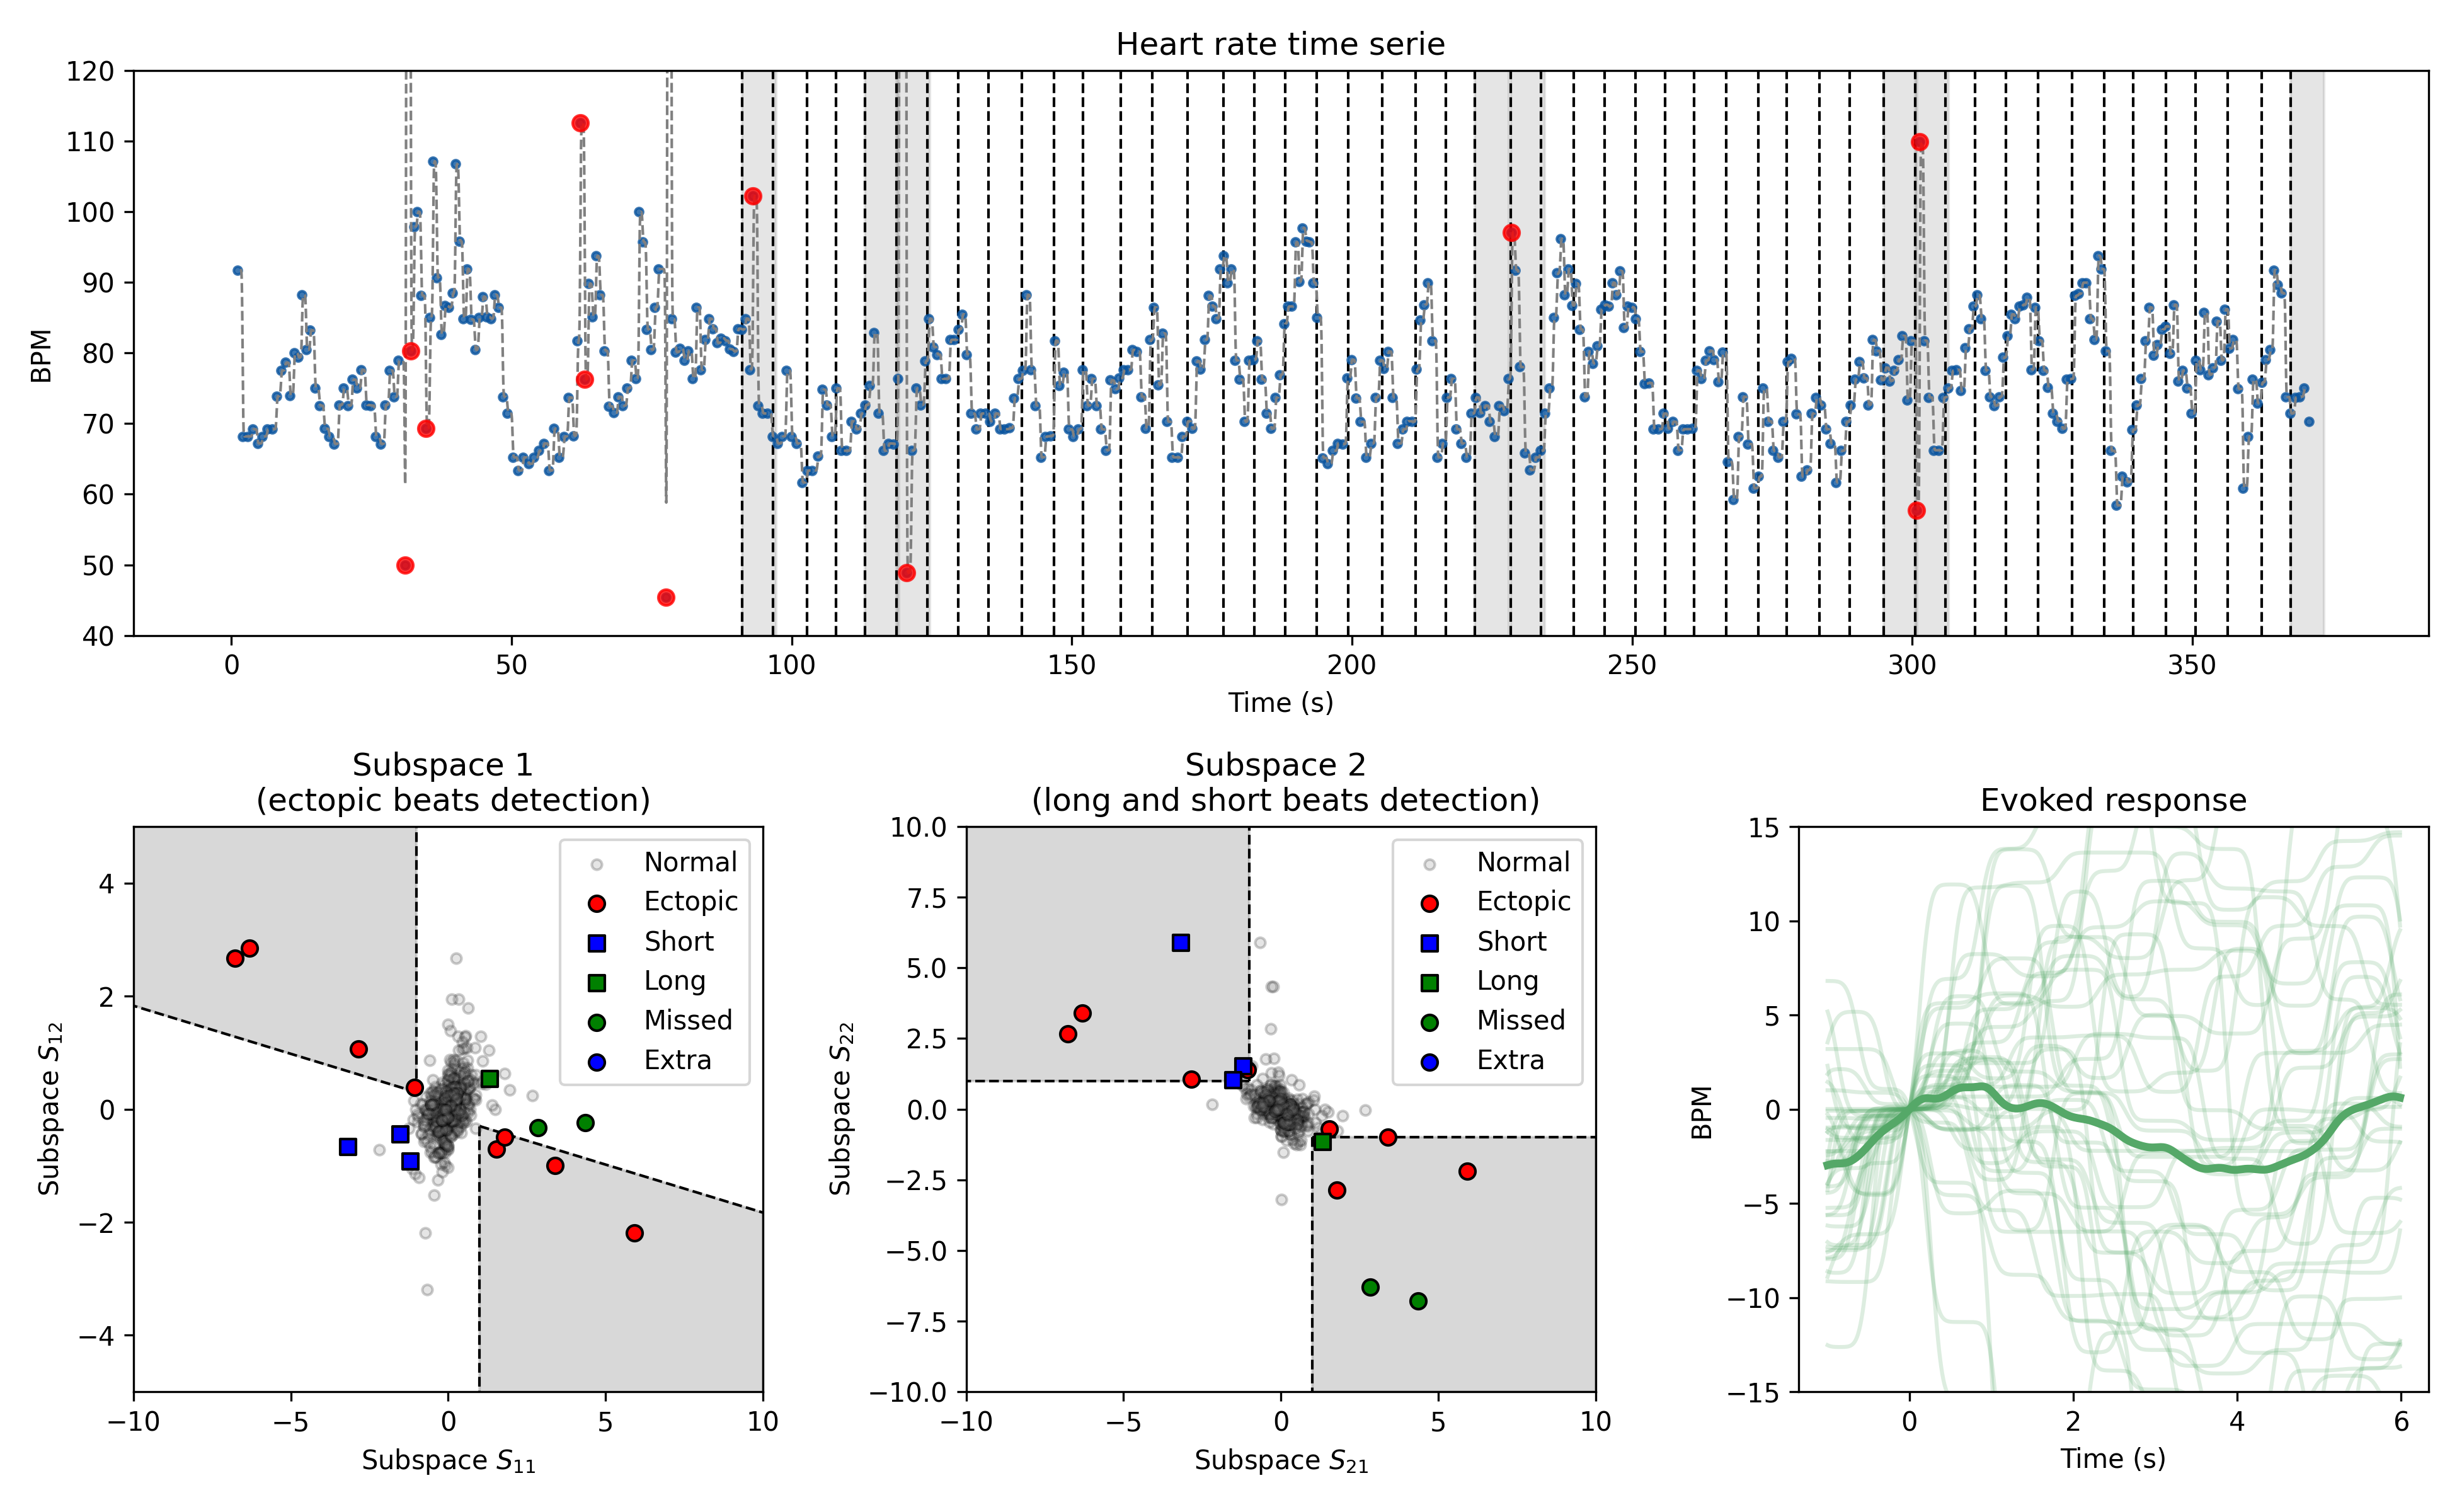 Heart rate time serie
120
110
100
90
80
70
60
50
40
BPM
0 50 100 150 200 250 300 350
Time (s)
Subspace 1
(ectopic beats detection)
4
2
0
−2
−4
Subspace S12
−10 −5 0 5 10
Subspace S11
Normal
Ectopic
Short
Long
Missed
Extra
Subspace 2
(long and short beats detection)
10.0
7.5
5.0
2.5
0.0
−2.5
−5.0
−7.5
−10.0
Subspace S22
−10 −5 0 5 10
Subspace S21
Normal
Ectopic
Short
Long
Missed
Extra
Evoked response
15
10
5
0
−5
−10
−15
BPM
0 2 4 6
Time (s)